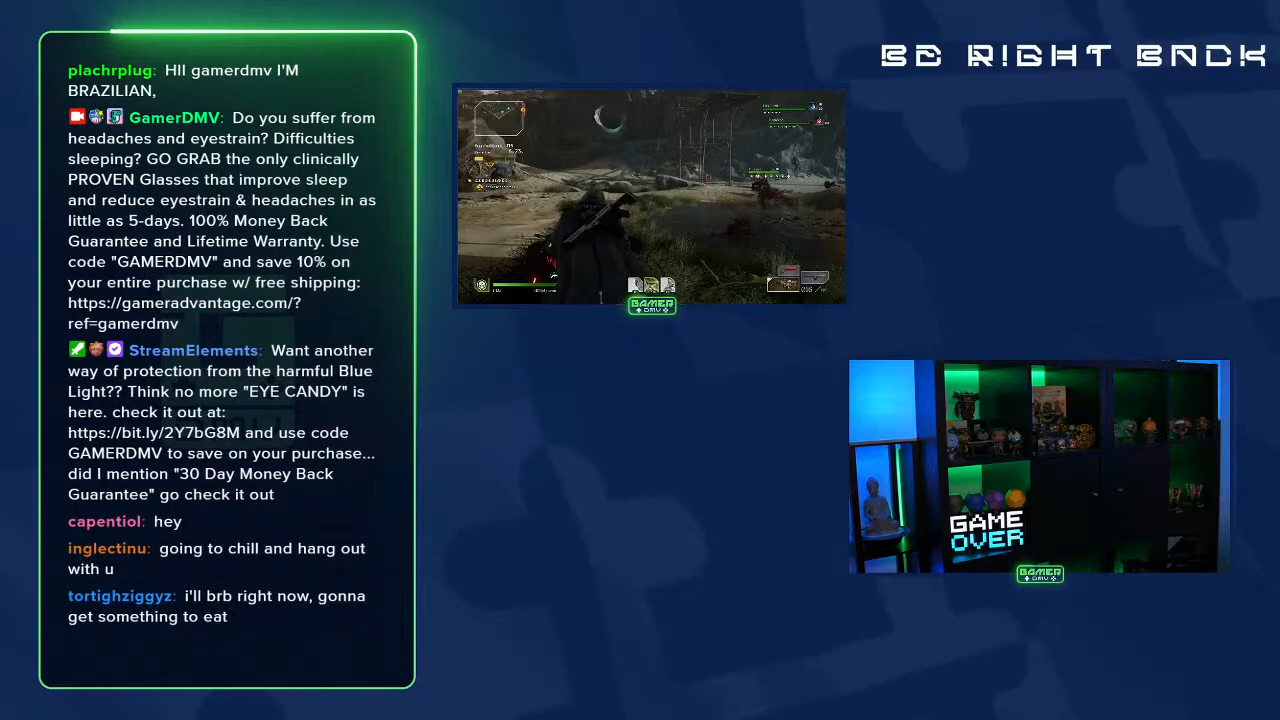 BE RIGHT BACK
plachrplug: HII gamerdmv I'M
BRAZILIAN,
GamerDMV: Do you suffer from
headaches and eyestrain? Difficulties
sleeping? GO GRAB the only clinically
PROVEN Glasses that improve sleep
and reduce eyestrain & headaches in as
little as 5-days. 100% Money Back
Guarantee and Lifetime Warranty. Use
code "GAMERDMV" and save 10% on
your entire purchase w/ free shipping:
https://gameradvantage.com/?
ref=gamerdmv
StreamElements: Want another
way of protection from the harmful Blue
Light?? Think no more "EYE CANDY" is
here. check it out at:
https://bit.ly/2Y7bG8M and use code
GAMERDMV to save on your purchase...
did I mention "30 Day Money Back
Guarantee" go check it out
capentiol: hey
inglectinu: going to chill and hang out
with u
tortighziggyz: i'll brb right now, gonna
get something to eat
GAMER
DMV
GAME
OVER
GAMER
DMV